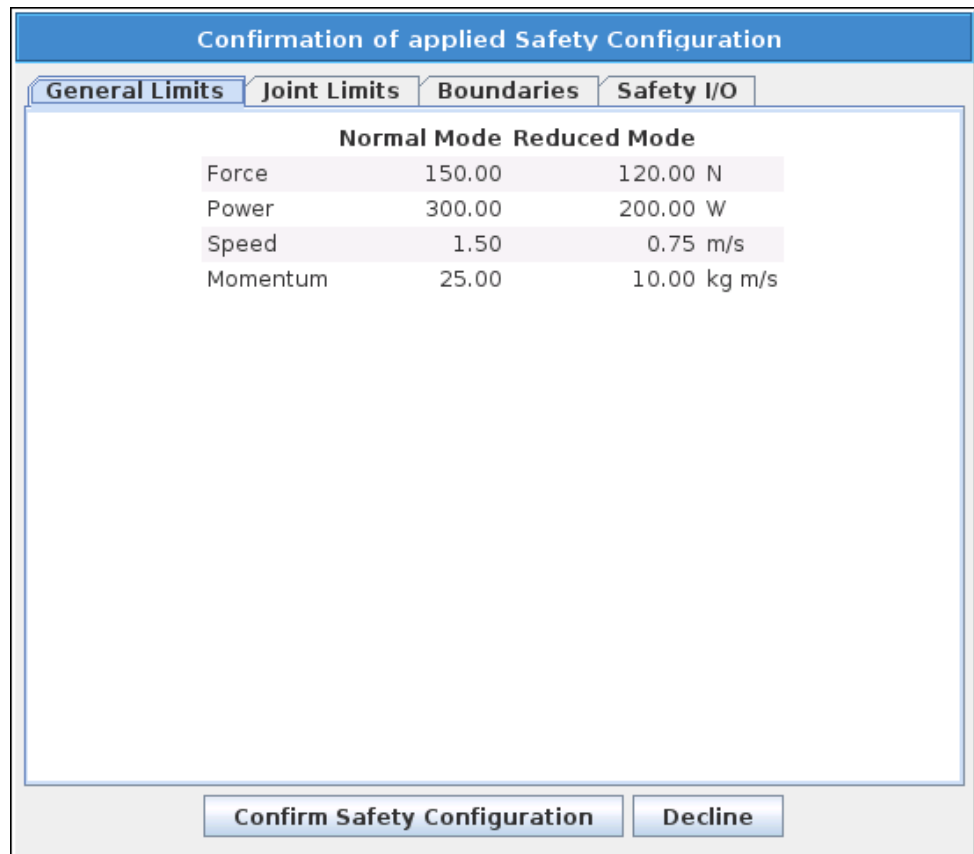 Confirmation of applied Safety Configuration
General Limits Joint Limits Boundaries Safety I/O
Normal Mode Reduced Mode
Force 150.00 120.00 N
Power 300.00 200.00 W
Speed 1.50 0.75 m/s
Momentum 25.00 10.00 kg m/s
Confirm Safety Configuration Decline